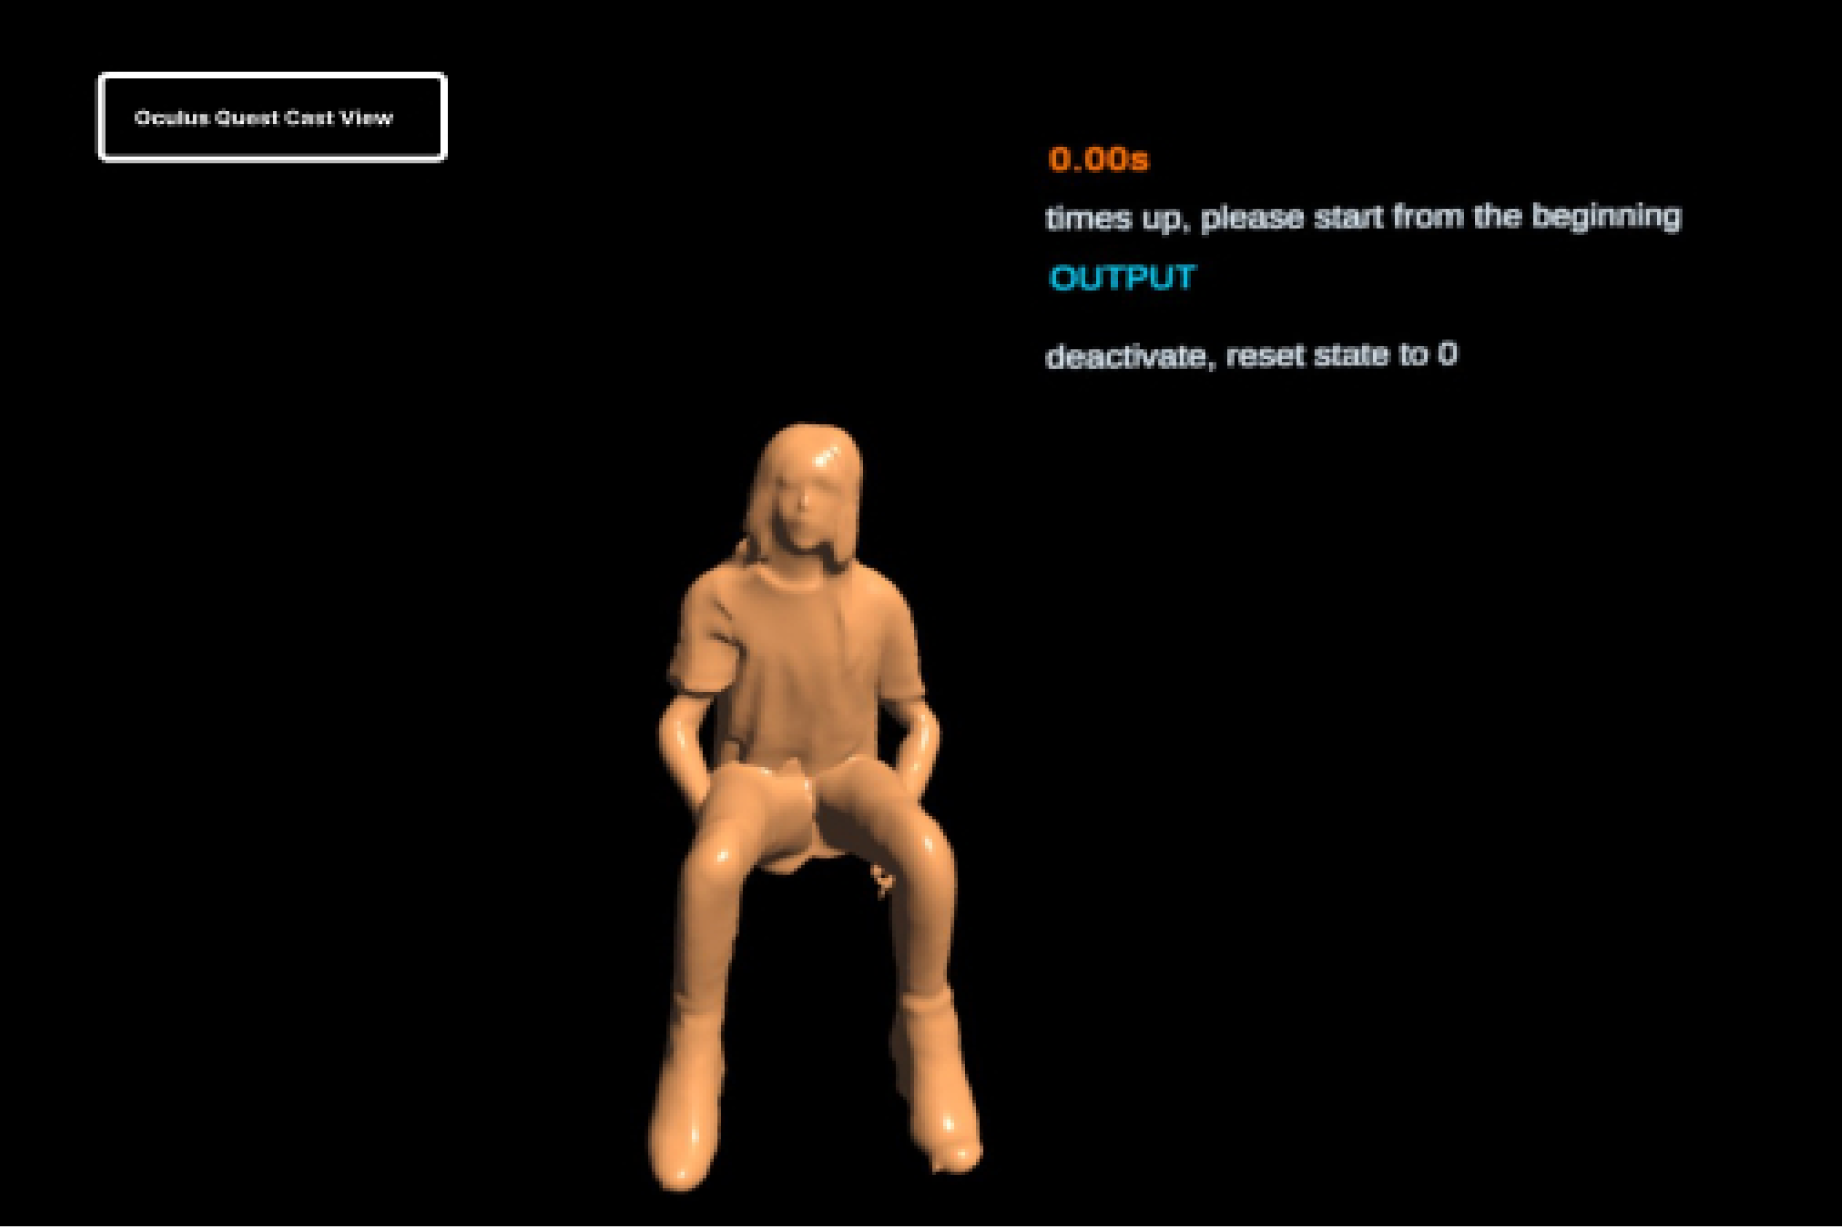 Oculus Quest Cast View
0.00s
times up, please start from the beginning
OUTPUT
deactivate, reset state to 0